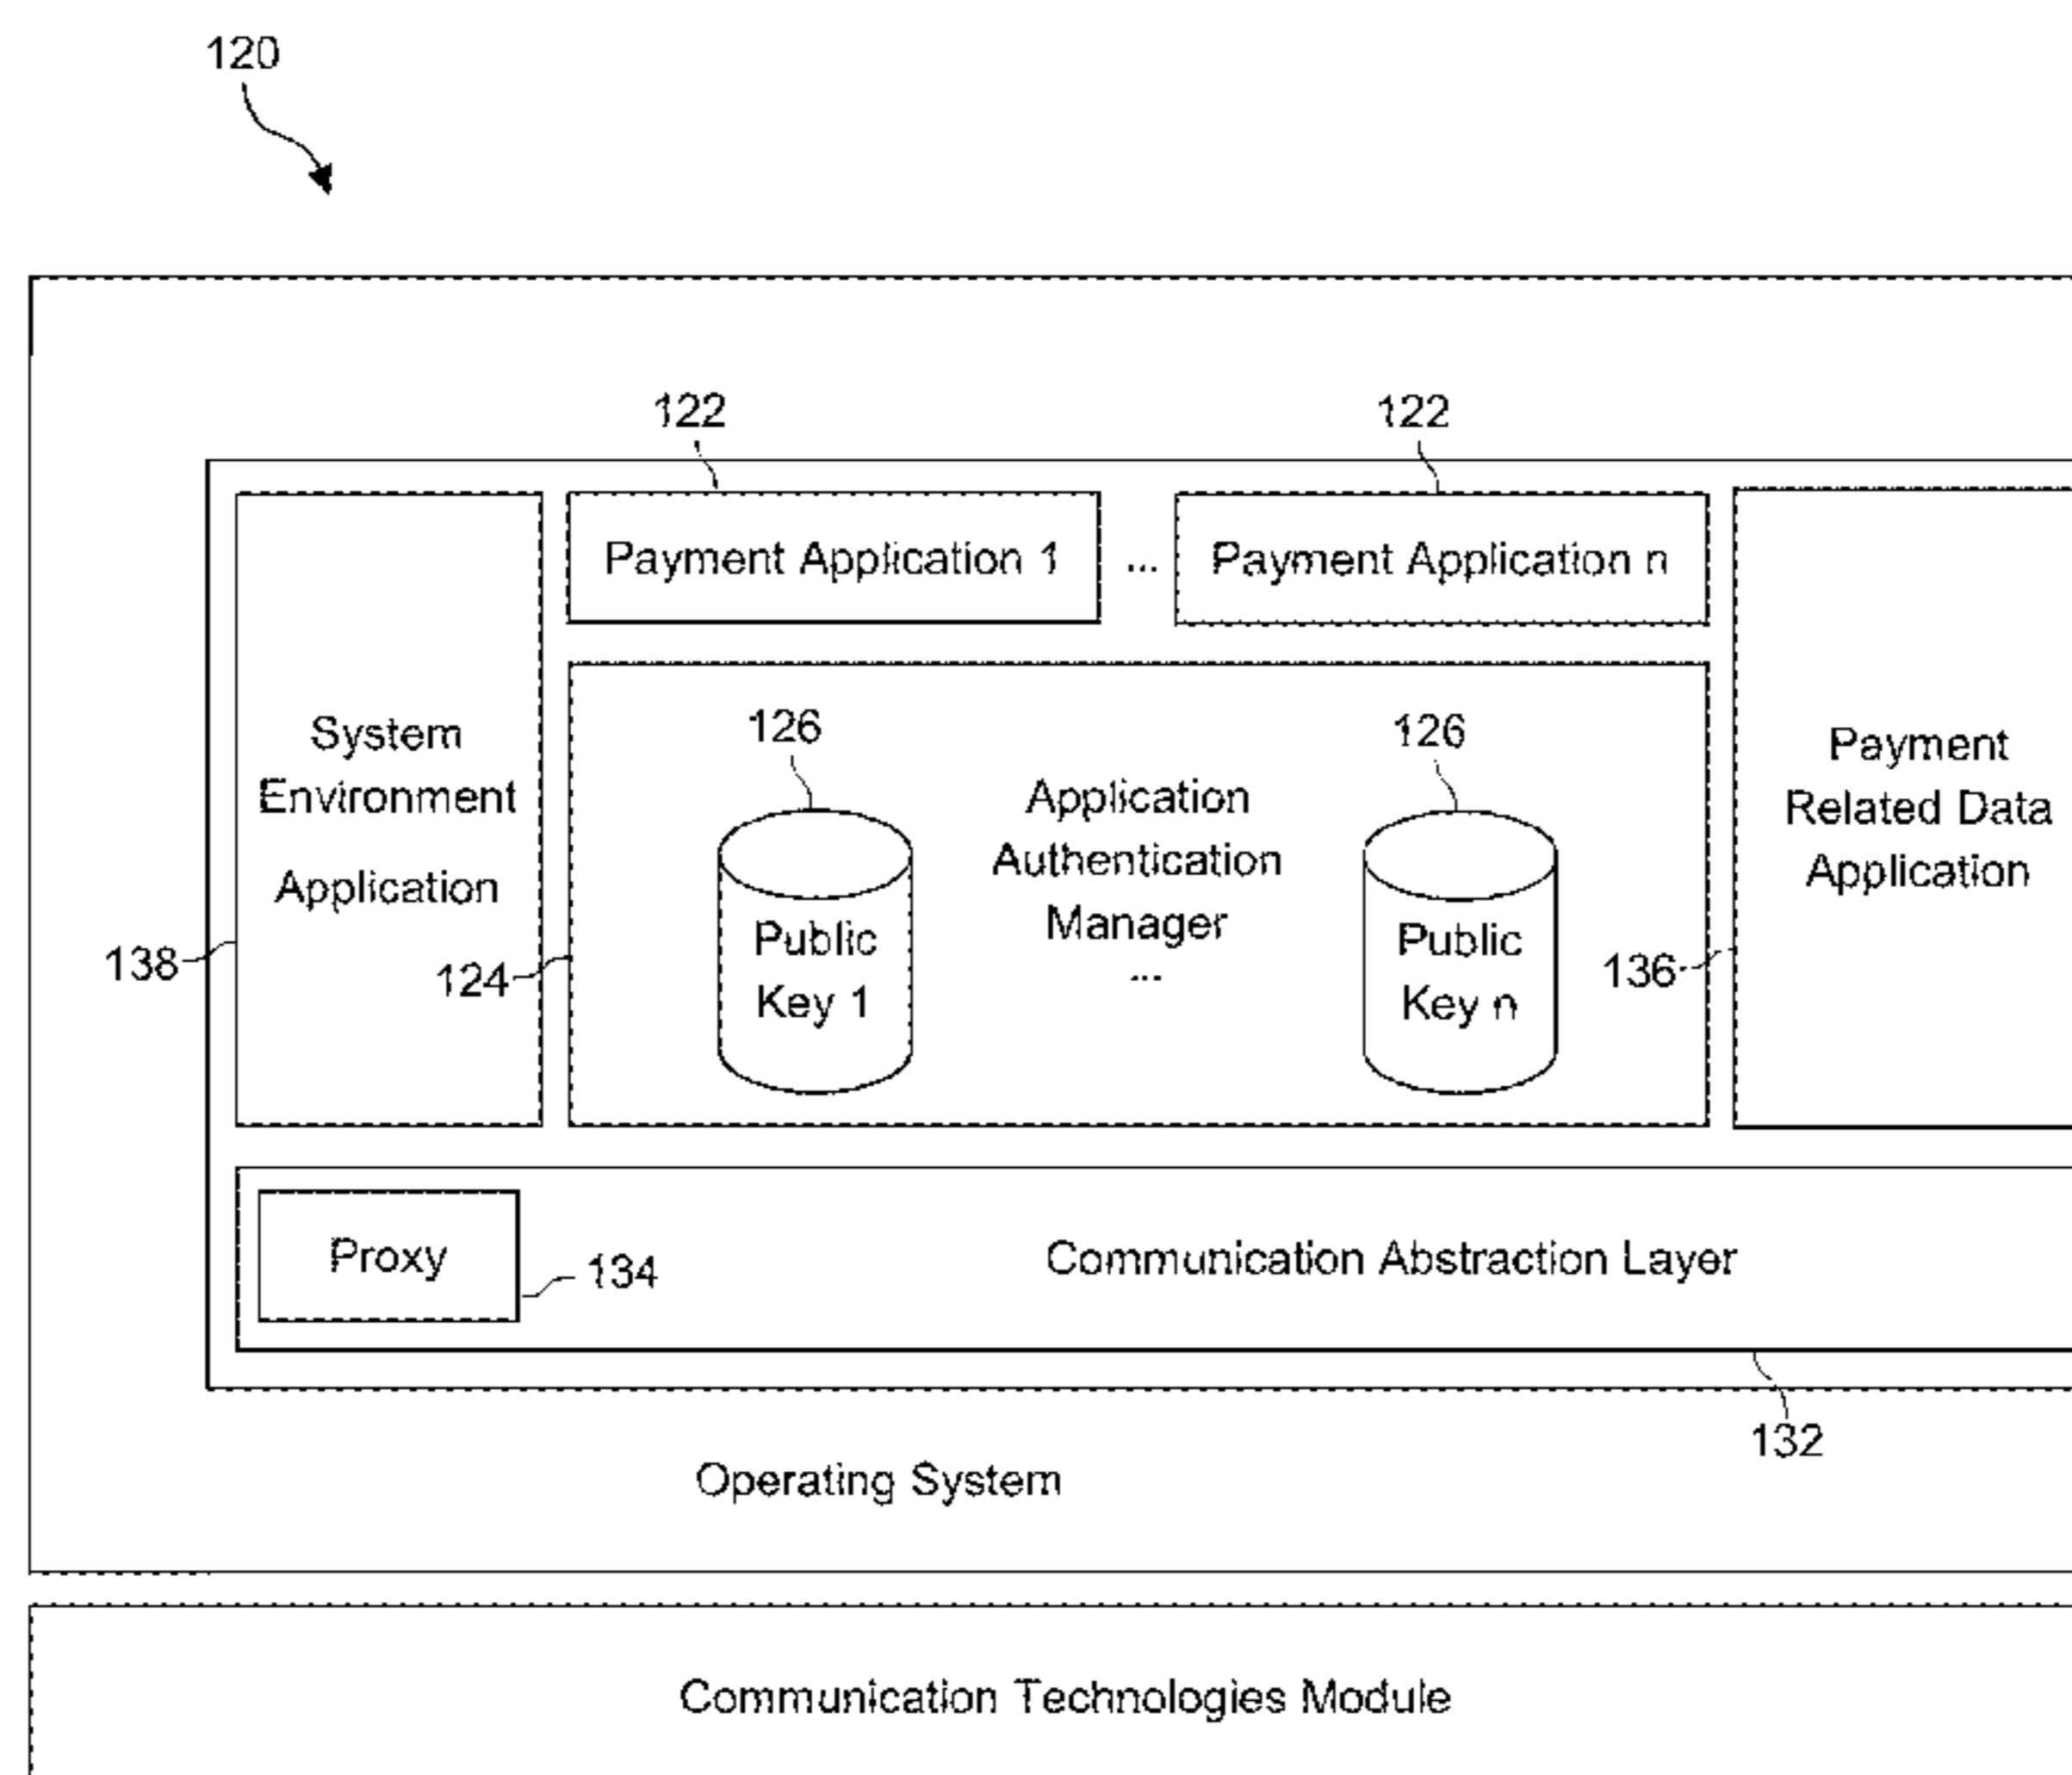 120
122
122
Payment Application 1
...
Payment Application n
System
Environment
Application
138
124
126
Public
Key 1
Application
Authentication
Manager
...
126
Public
Key n
136
Payment
Related Data
Application
Proxy
134
Communication Abstraction Layer
132
Operating System
Communication Technologies Module